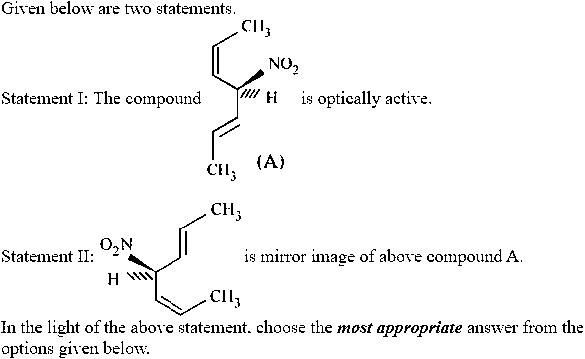 Given below are two statements.
CH3
NO2
Statement I: The compound H is optically active.
CH3 (A)
CH3
O2N
Statement II: is mirror image of above compound A.
H
CH3
In the light of the above statement, choose the most appropriate answer from the
options given below.